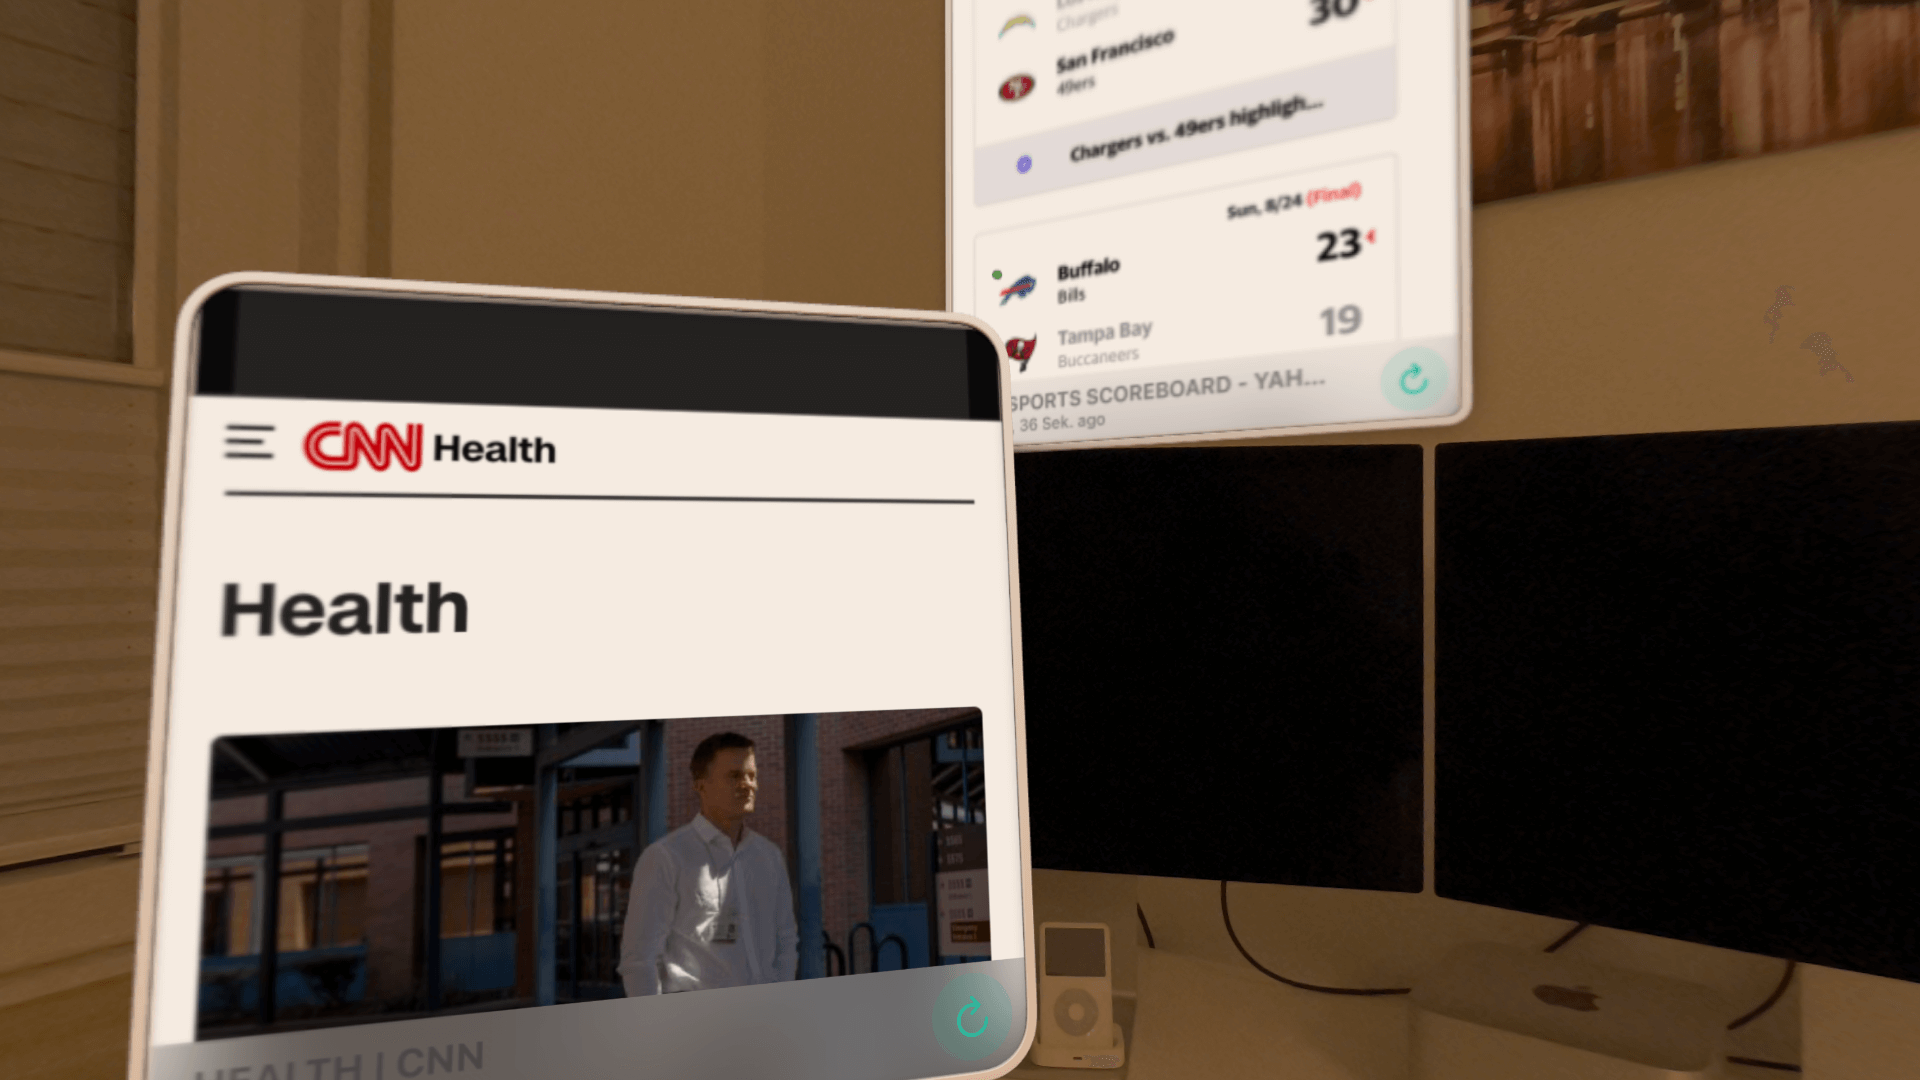 Chargers
30
San Francisco
49ers
Chargers vs. 49ers highligh...
Sun, 8/24 (Final)
Buffalo
Bills
23
Tampa Bay
Buccaneers
19
SPORTS SCOREBOARD - YAH...
36 Sek. ago
CNN Health
Health
HEALTH | CNN